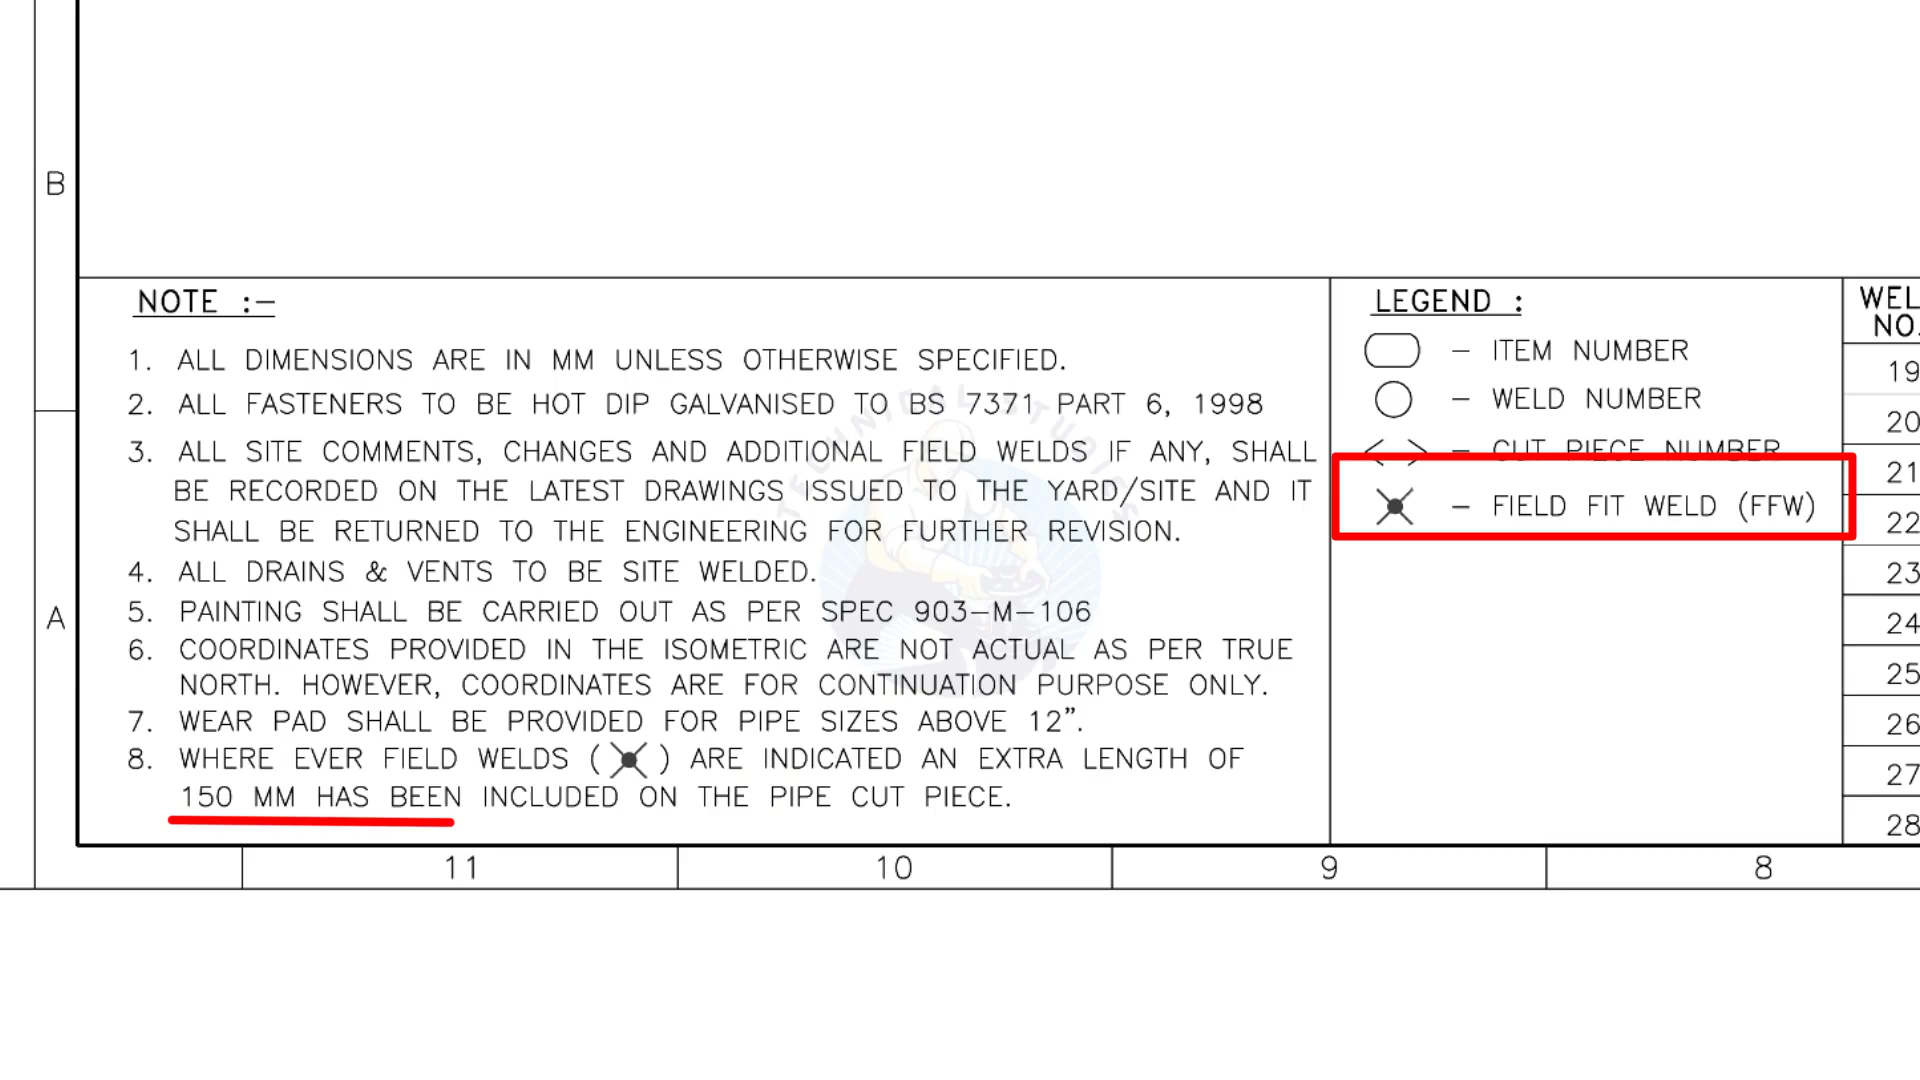 B
NOTE :-
1. ALL DIMENSIONS ARE IN MM UNLESS OTHERWISE SPECIFIED.
2. ALL FASTENERS TO BE HOT DIP GALVANISED TO BS 7371 PART 6, 1998
3. ALL SITE COMMENTS, CHANGES AND ADDITIONAL FIELD WELDS IF ANY, SHALL
BE RECORDED ON THE LATEST DRAWINGS ISSUED TO THE YARD/SITE AND IT
SHALL BE RETURNED TO THE ENGINEERING FOR FURTHER REVISION.
4. ALL DRAINS & VENTS TO BE SITE WELDED.
5. PAINTING SHALL BE CARRIED OUT AS PER SPEC 903-M-106
6. COORDINATES PROVIDED IN THE ISOMETRIC ARE NOT ACTUAL AS PER TRUE
NORTH. HOWEVER, COORDINATES ARE FOR CONTINUATION PURPOSE ONLY.
7. WEAR PAD SHALL BE PROVIDED FOR PIPE SIZES ABOVE 12”.
8. WHERE EVER FIELD WELDS ( ) ARE INDICATED AN EXTRA LENGTH OF
150 MM HAS BEEN INCLUDED ON THE PIPE CUT PIECE.
A
TECHNICAL STUDIES
LEGEND :
- ITEM NUMBER
- WELD NUMBER
< > - CUT PIECE NUMBER
- FIELD FIT WELD (FFW)
WEL
NO.
19
20
21
22
23
24
25
26
27
28
11 10 9 8